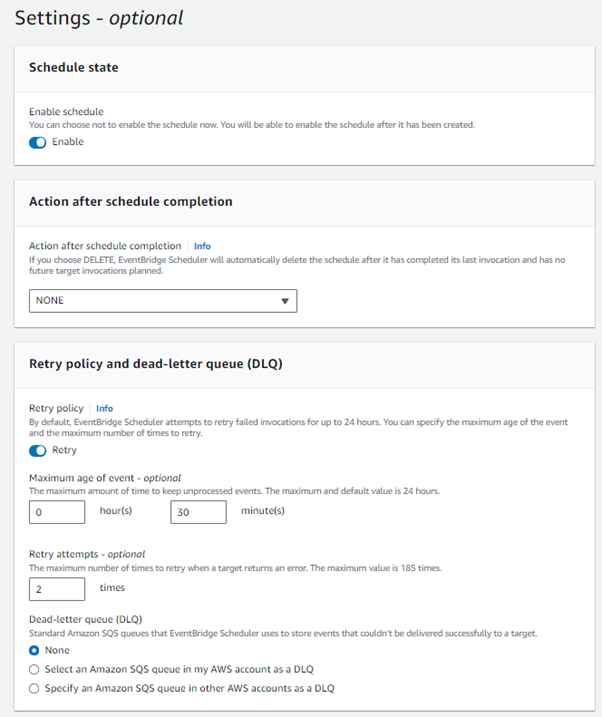 Settings - optional
Schedule state
Enable schedule
You can choose not to enable the schedule now. You will be able to enable the schedule after it has been created.
Enable
Action after schedule completion
Action after schedule completion Info
If you choose DELETE, EventBridge Scheduler will automatically delete the schedule after it has completed its last invocation and has no
future target invocations planned.
NONE
Retry policy and dead-letter queue (DLQ)
Retry policy Info
By default, EventBridge Scheduler attempts to retry failed invocations for up to 24 hours. You can specify the maximum age of the event
and the maximum number of times to retry.
Retry
Maximum age of event - optional
The maximum amount of time to keep unprocessed events. The maximum and default value is 24 hours.
0 hour(s) 30 minute(s)
Retry attempts - optional
The maximum number of times to retry when a target returns an error. The maximum value is 185 times.
2 times
Dead-letter queue (DLQ)
Standard Amazon SQS queues that EventBridge Scheduler uses to store events that couldn't be delivered successfully to a target.
None
Select an Amazon SQS queue in my AWS account as a DLQ
Specify an Amazon SQS queue in other AWS accounts as a DLQ